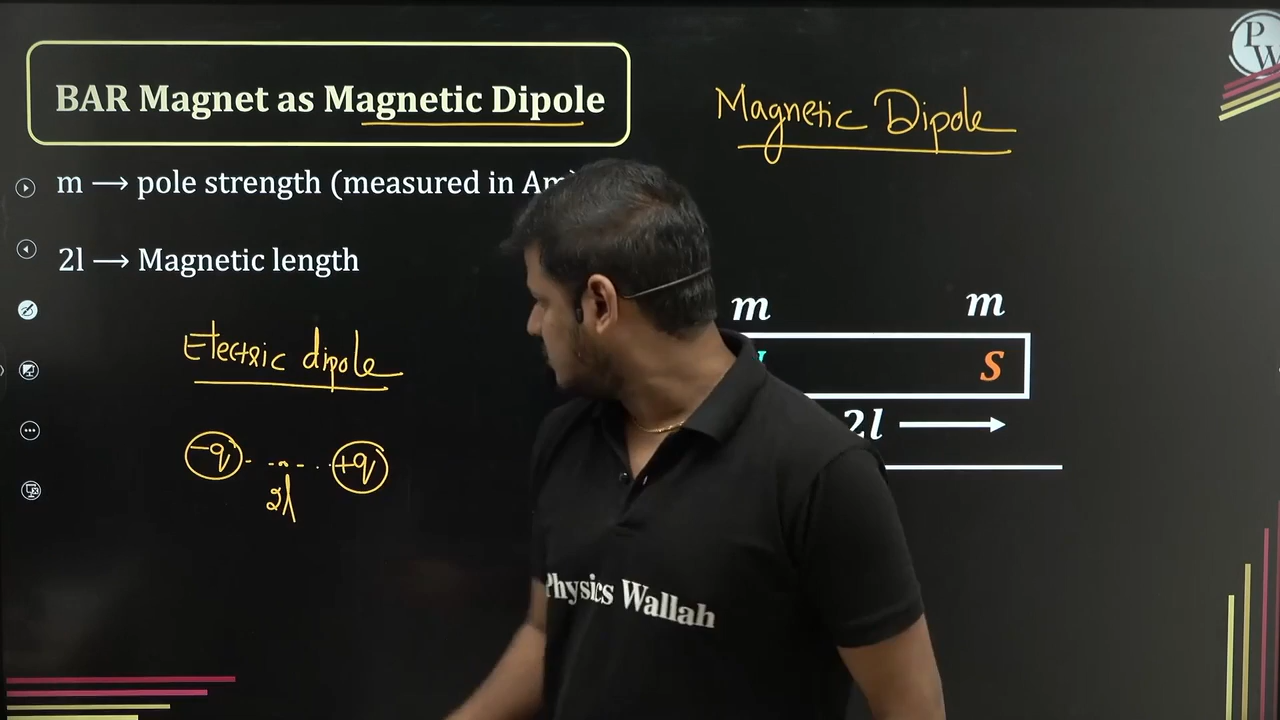 BAR Magnet as Magnetic Dipole
Magnetic Dipole
m → pole strength (measured in Am)
2l → Magnetic length
Electric dipole
-q +q
2l
m m
S
2l →
Physics Wallah
P
W